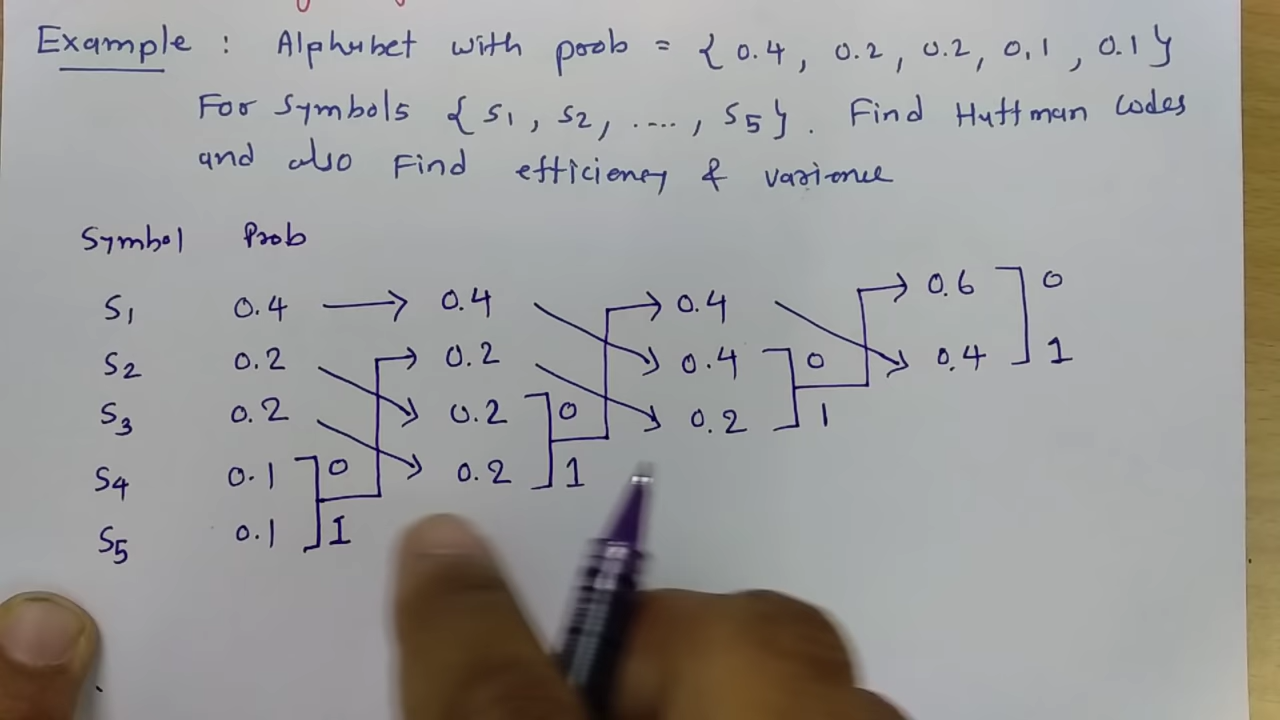 Example : Alphabet with prob = { 0.4 , 0.2 , 0.2 , 0.1 , 0.1 }
For Symbols { S1 , S2 , .... , S5 } . Find Huffman Codes
and also Find efficieney & varience
Symbol Prob
S1 0.4 0.4 0.4 0.6 0
S2 0.2 0.2 0.4 0 0.4 1
S3 0.2 0.2 0 0.2 1
S4 0.1 0 0.2 1
S5 0.1 1